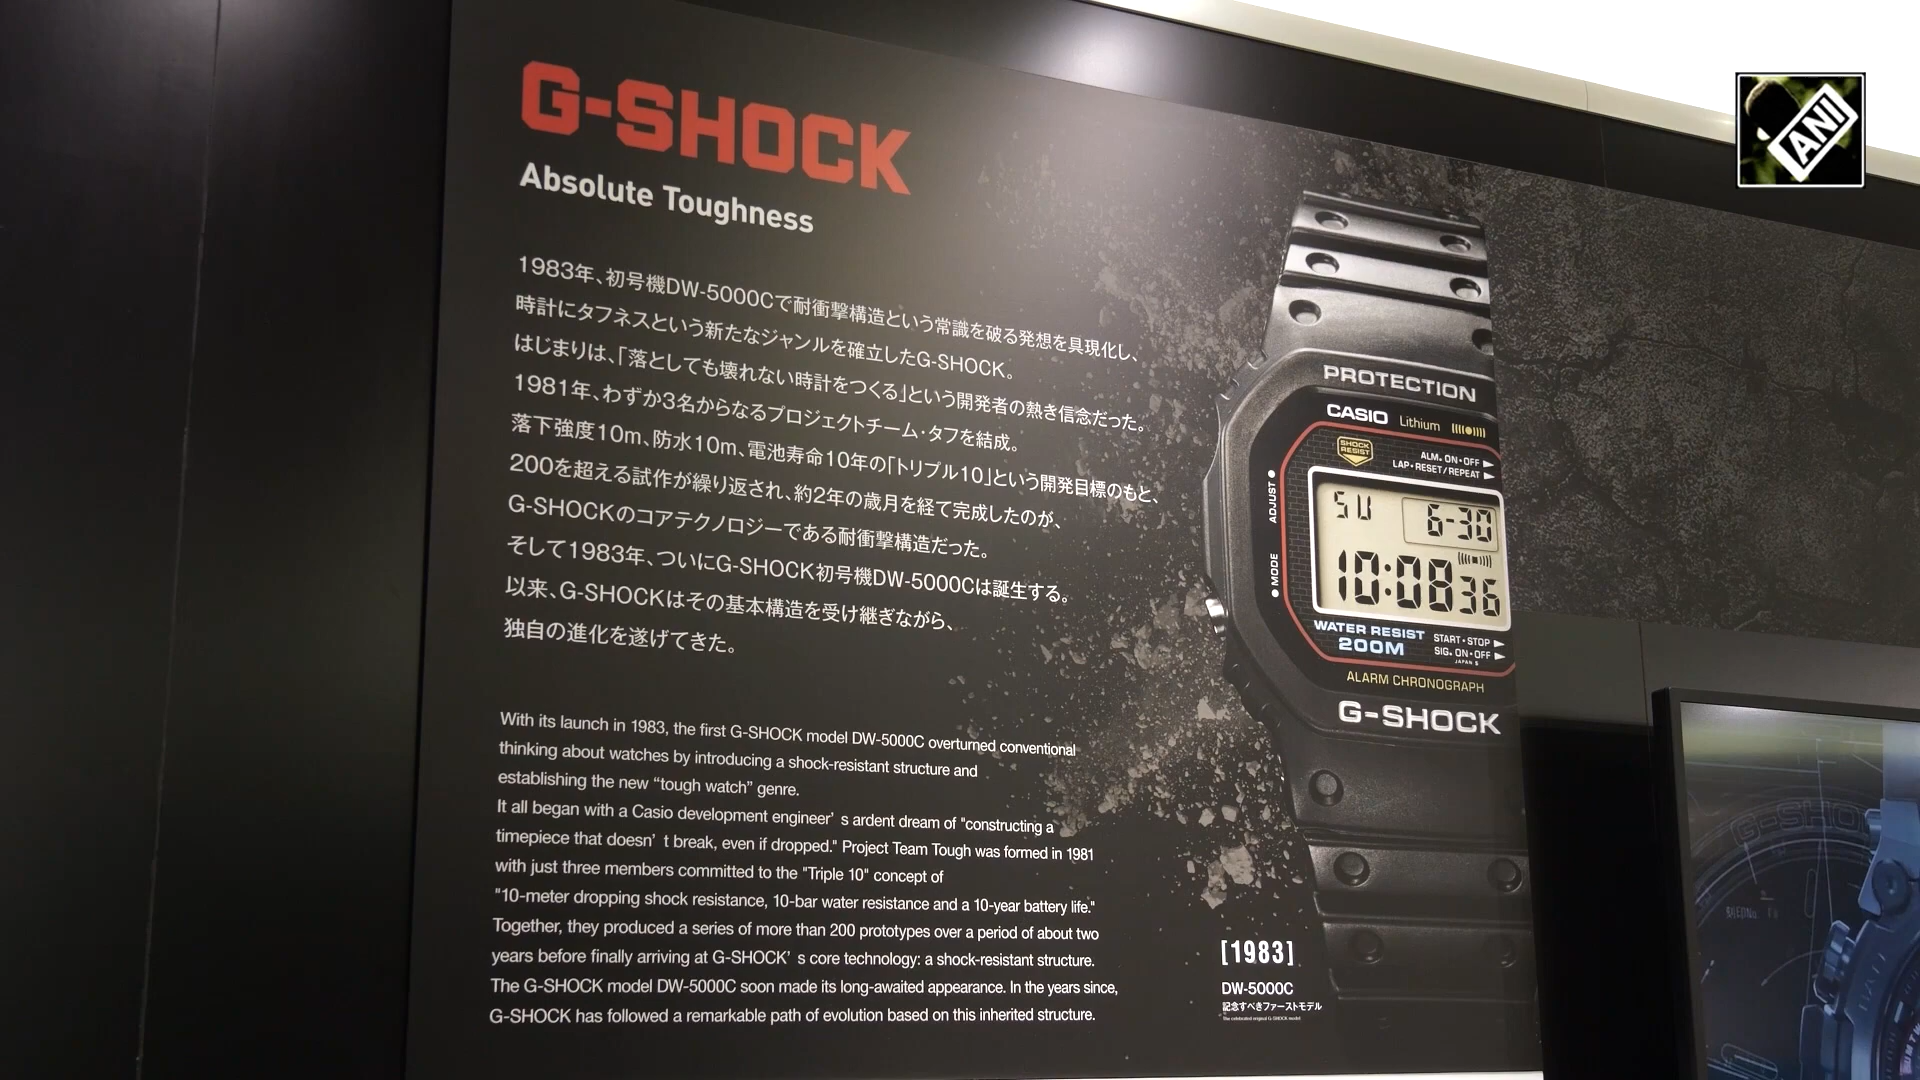 G-SHOCK
Absolute Toughness
1983年、初号機DW-5000Cで耐衝撃構造という常識を破る発想を具現化し、
時計にタフネスという新たなジャンルを確立したG-SHOCK。
はじまりは、「落としても壊れない時計をつくる」という開発者の熱き信念だった。
1981年、わずか3名からなるプロジェクトチーム・タフを結成。
落下強度10m、防水10m、電池寿命10年の「トリプル10」という開発目標のもと、
200を超える試作が繰り返され、約2年の歳月を経て完成したのが、
G-SHOCKのコアテクノロジーである耐衝撃構造だった。
そして1983年、ついにG-SHOCK初号機DW-5000Cは誕生する。
以来、G-SHOCKはその基本構造を受け継ぎながら、
独自の進化を遂げてきた。
With its launch in 1983, the first G-SHOCK model DW-5000C overturned conventional
thinking about watches by introducing a shock-resistant structure and
establishing the new “tough watch” genre.
It all began with a Casio development engineer’ s ardent dream of "constructing a
timepiece that doesn’ t break, even if dropped." Project Team Tough was formed in 1981
with just three members committed to the "Triple 10" concept of
"10-meter dropping shock resistance, 10-bar water resistance and a 10-year battery life."
Together, they produced a series of more than 200 prototypes over a period of about two
years before finally arriving at G-SHOCK’ s core technology: a shock-resistant structure.
The G-SHOCK model DW-5000C soon made its long-awaited appearance. In the years since,
G-SHOCK has followed a remarkable path of evolution based on this inherited structure.
PROTECTION
CASIO Lithium
SHOCK
RESIST
ALM. ON•OFF
LAP•RESET/REPEAT
ADJUST
MODE
SU 6-30
10:08 36
WATER RESIST
200M
START•STOP
SIG. ON•OFF
JAPAN S
ALARM CHRONOGRAPH
G-SHOCK
[1983]
DW-5000C
記念すべきファーストモデル
The celebrated original G-SHOCK model
ANI
G-SHOCK